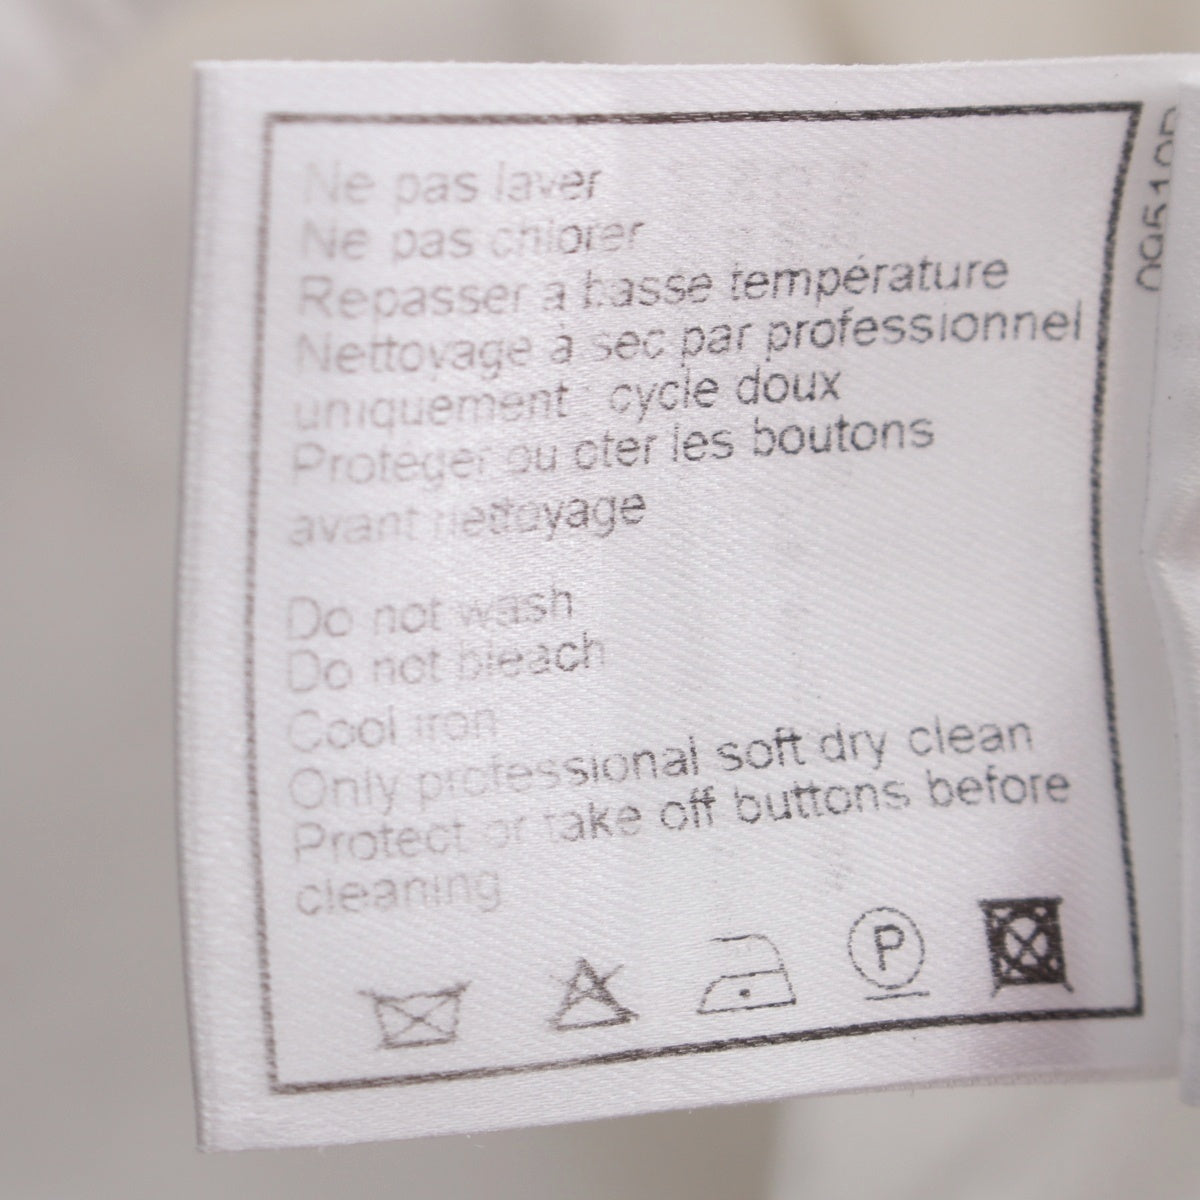 Ne pas laver
Ne pas chlorer
Repasser à basse température
Nettoyage à sec par professionnel
uniquement : cycle doux
Protéger ou oter les boutons
avant nettoyage
Do not wash
Do not bleach
Cool iron
Only professional soft dry clean
Protect or take off buttons before
cleaning
P